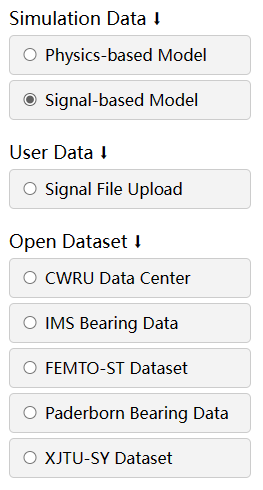 Simulation Data ⬇
Physics-based Model
Signal-based Model
User Data ⬇
Signal File Upload
Open Dataset ⬇
CWRU Data Center
IMS Bearing Data
FEMTO-ST Dataset
Paderborn Bearing Data
XJTU-SY Dataset